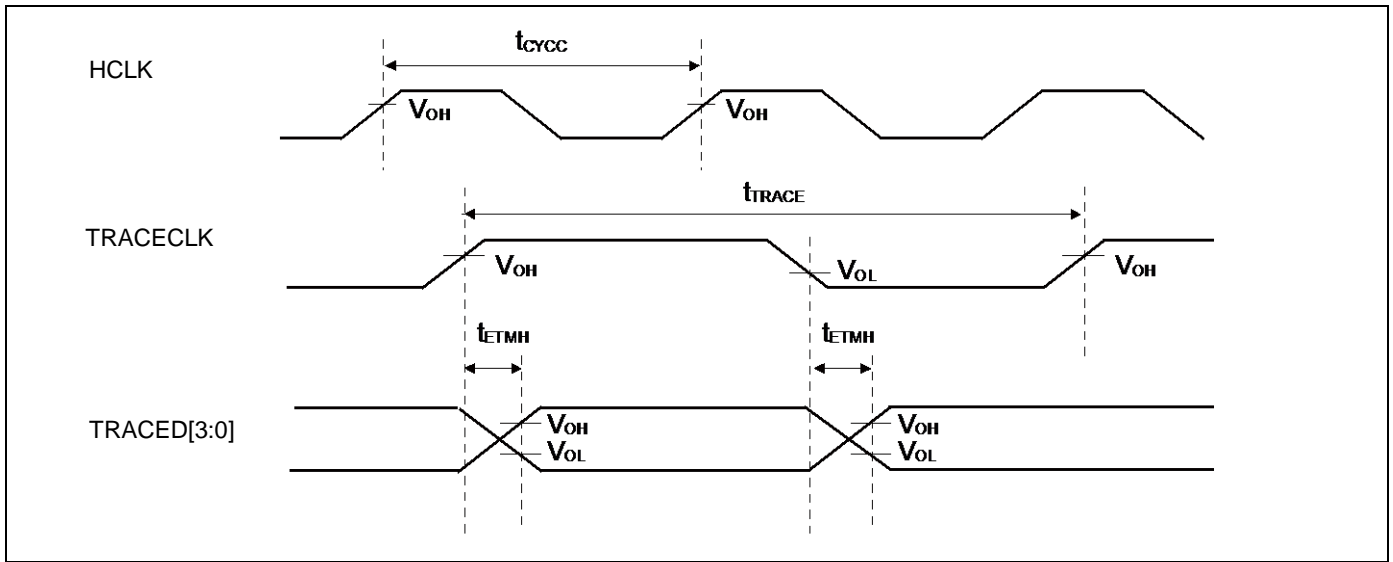 tCYCC
HCLK
VOH
VOH
tTRACE
TRACECLK
VOH
VOL
VOH
tETMH
tETMH
TRACED[3:0]
VOH
VOL
VOH
VOL